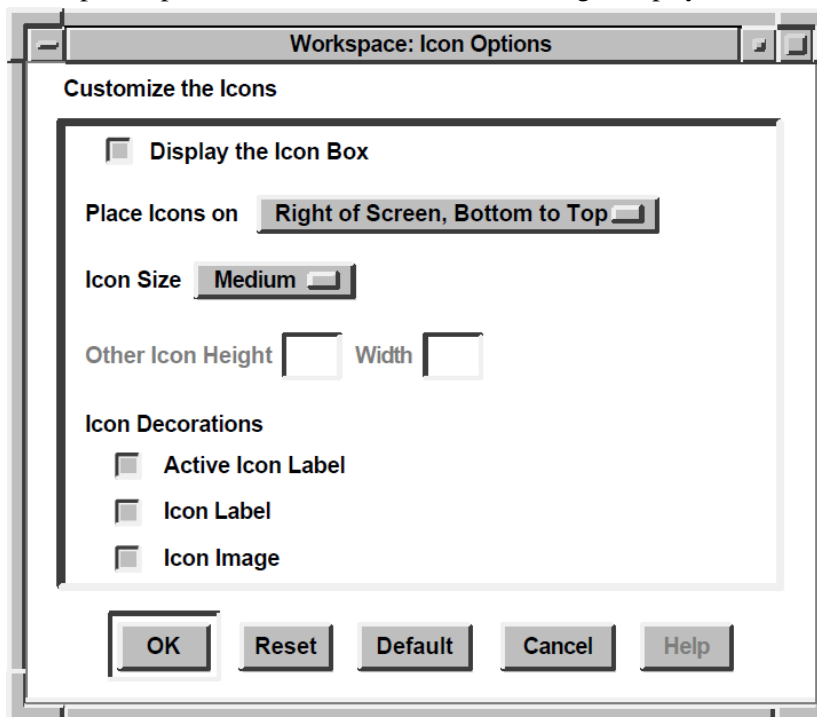 Workspace: Icon Options
Customize the Icons
Display the Icon Box
Place Icons on Right of Screen, Bottom to Top
Icon Size Medium
Other Icon Height Width
Icon Decorations
Active Icon Label
Icon Label
Icon Image
OK Reset Default Cancel Help